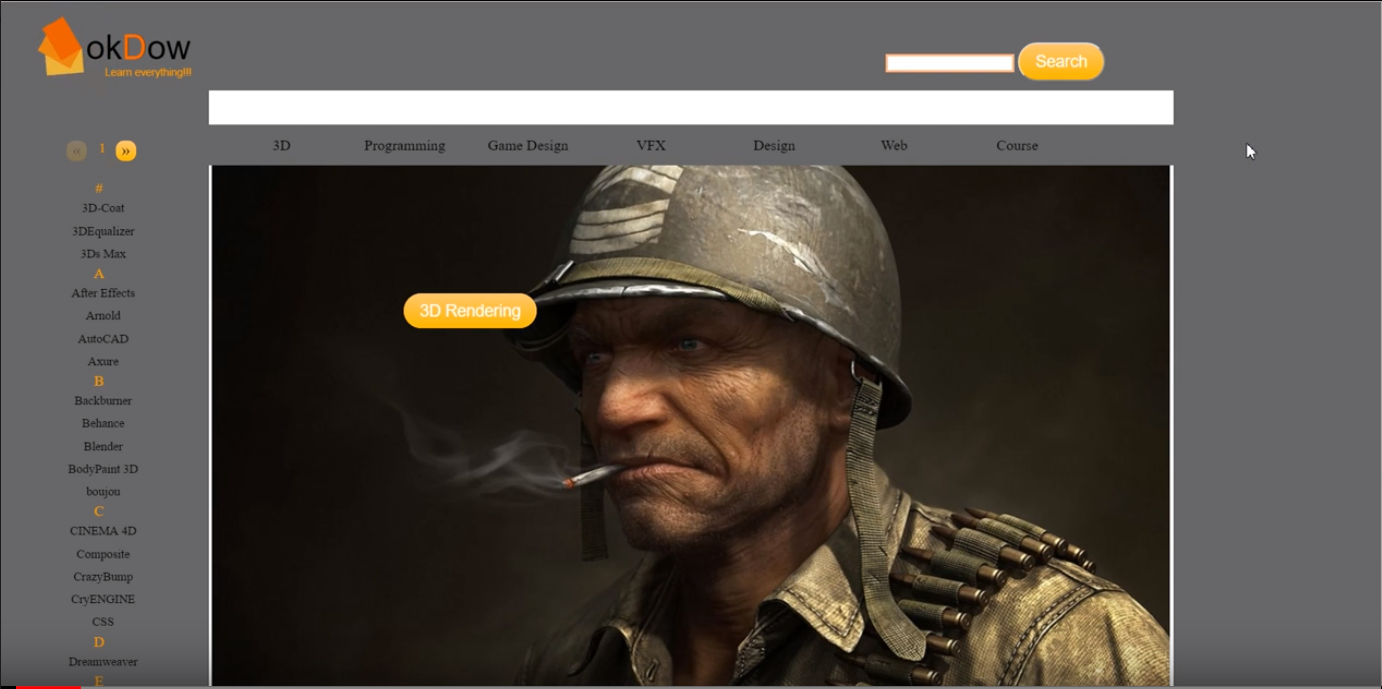 okDow
Learn everything!!!
Search
« 1 »
3D Programming Game Design VFX Design Web Course
#
3D-Coat
3DEqualizer
3Ds Max
A
After Effects
Arnold
AutoCAD
Axure
B
Backburner
Behance
Blender
BodyPaint 3D
boujou
C
CINEMA 4D
Composite
CrazyBump
CryENGINE
CSS
D
Dreamweaver
E
3D Rendering